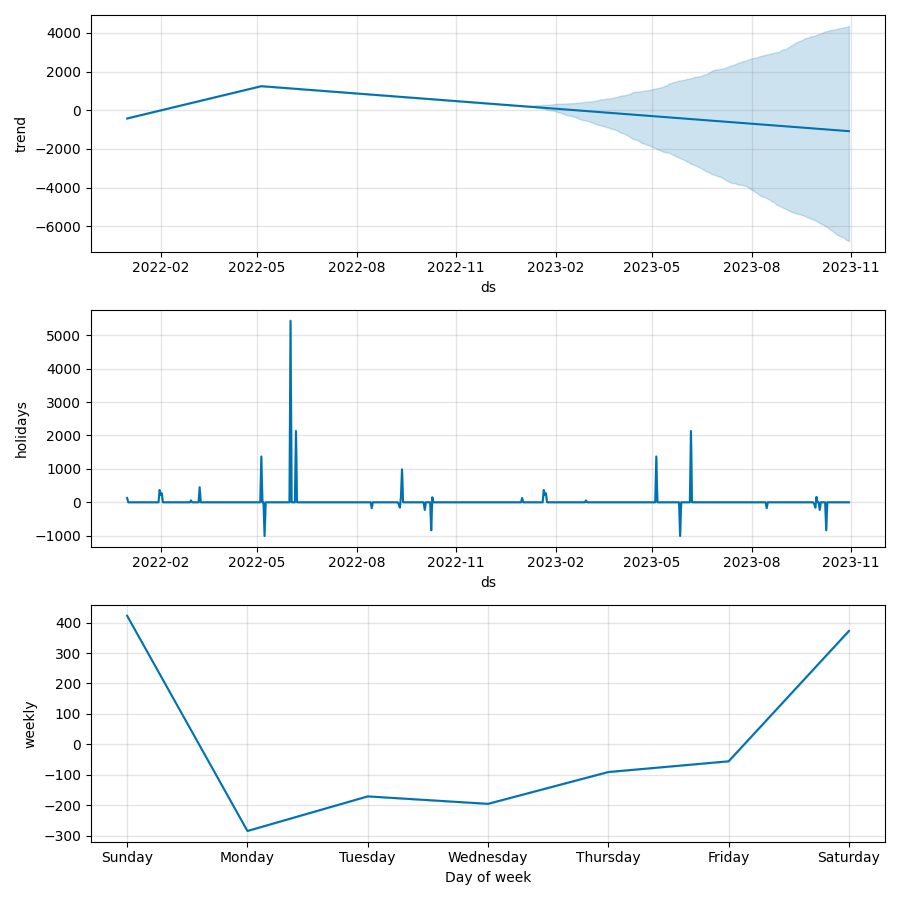 trend
4000
2000
0
−2000
−4000
−6000
2022-02 2022-05 2022-08 2022-11 2023-02 2023-05 2023-08 2023-11
ds
holidays
5000
4000
3000
2000
1000
0
−1000
2022-02 2022-05 2022-08 2022-11 2023-02 2023-05 2023-08 2023-11
ds
weekly
400
300
200
100
0
−100
−200
−300
Sunday Monday Tuesday Wednesday Thursday Friday Saturday
Day of week